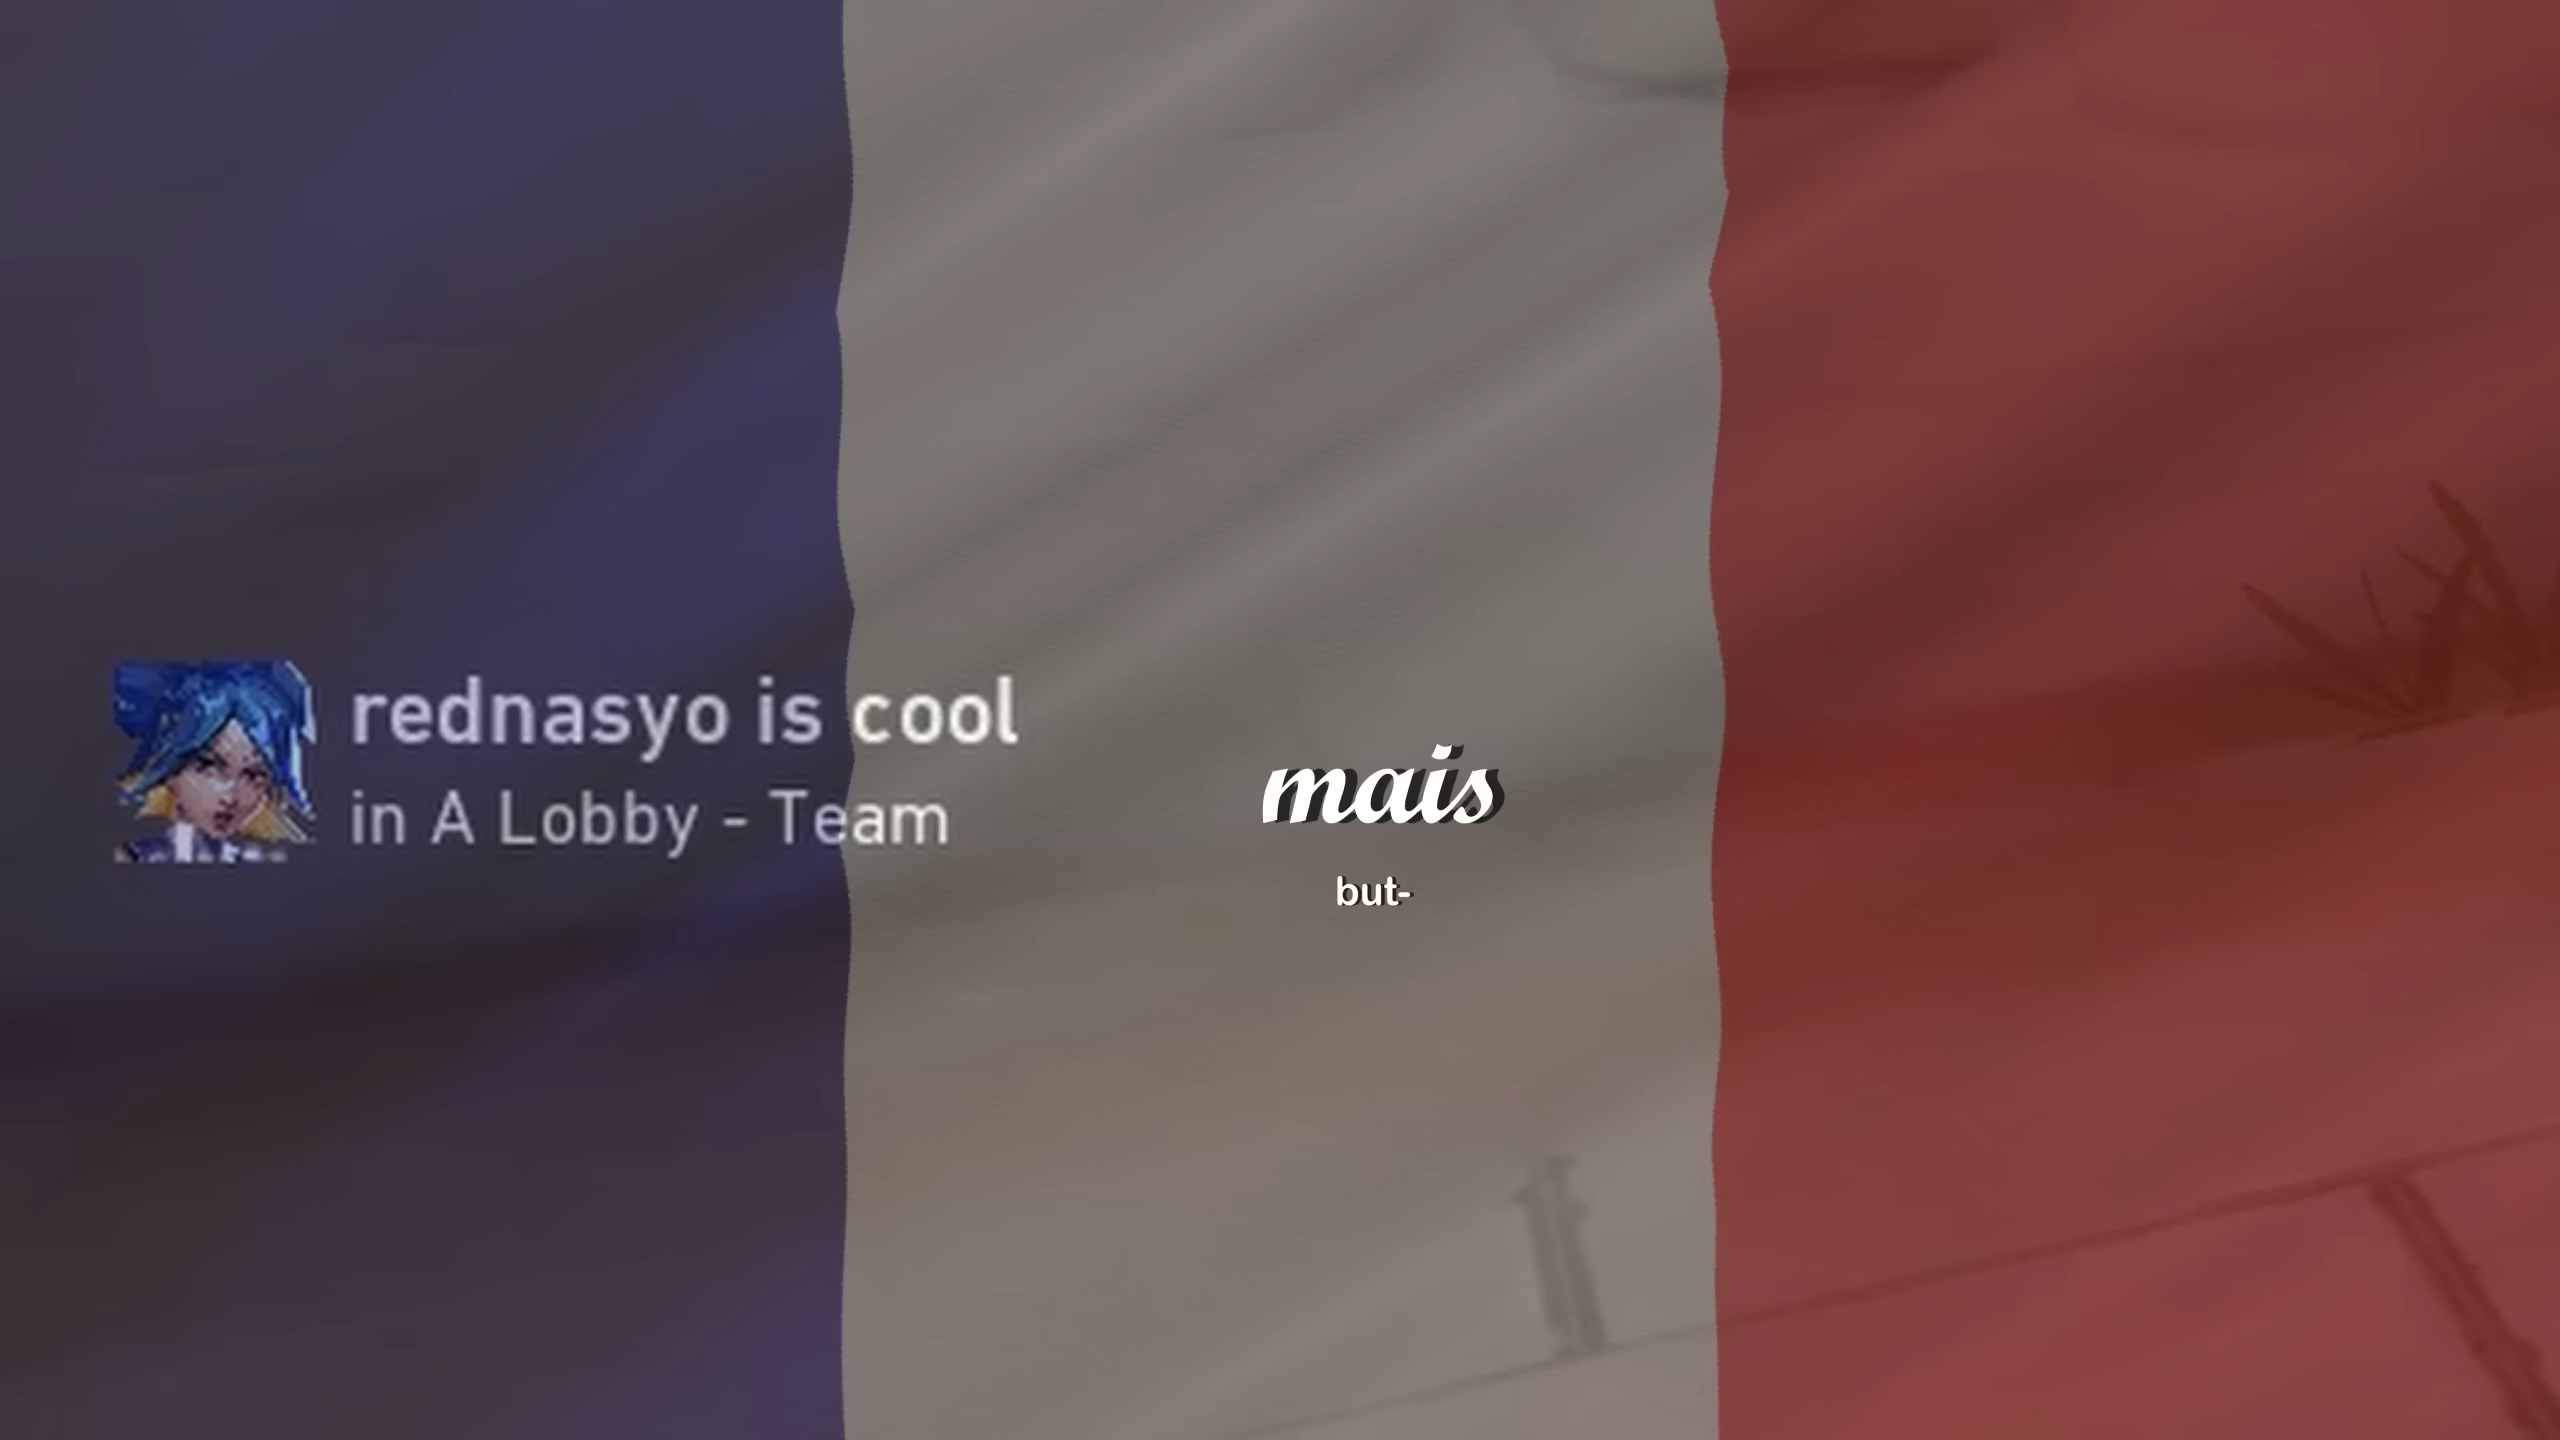 rednasyo is cool
in A Lobby - Team
mais
but-